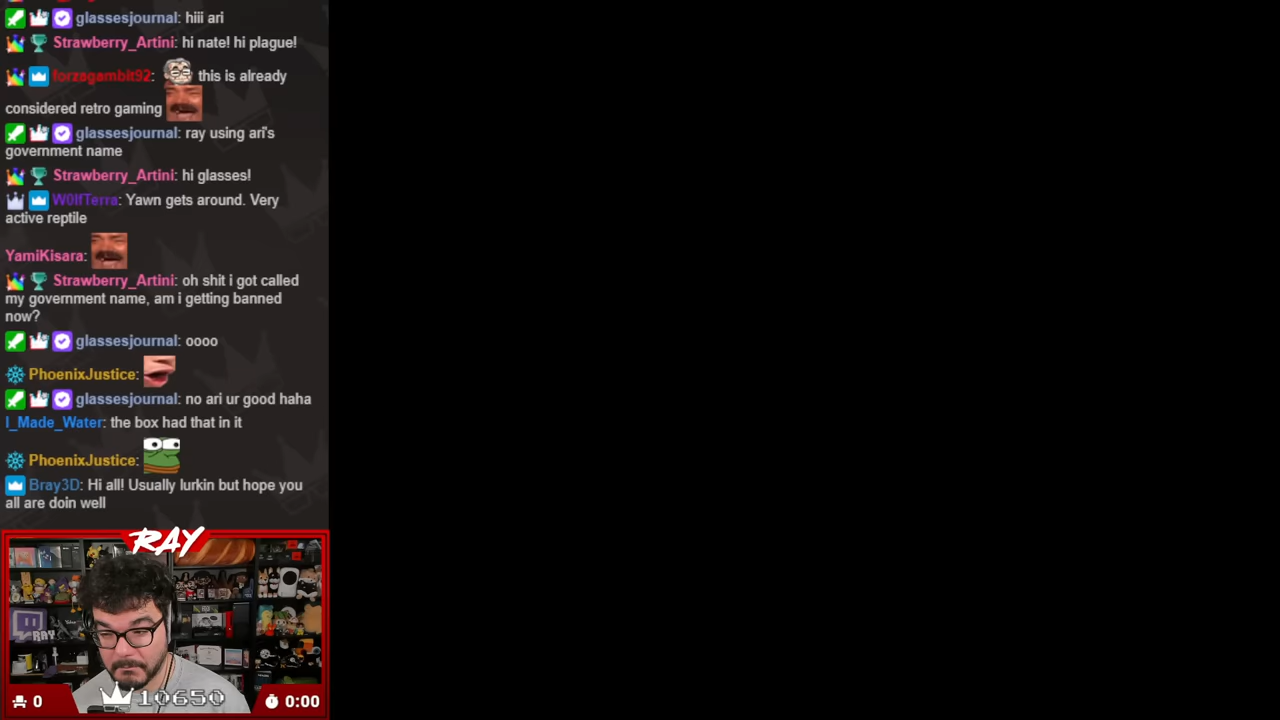 glassesjournal: hiii ari
Strawberry_Artini: hi nate! hi plague!
forzagambit92: this is already
considered retro gaming
glassesjournal: ray using ari's
government name
Strawberry_Artini: hi glasses!
W0lfTerra: Yawn gets around. Very
active reptile
YamiKisara:
Strawberry_Artini: oh shit i got called
my government name, am i getting banned
now?
glassesjournal: oooo
PhoenixJustice:
glassesjournal: no ari ur good haha
I_Made_Water: the box had that in it
PhoenixJustice:
Bray3D: Hi all! Usually lurkin but hope you
all are doin well
RAY
RAY
0
10650
0:00